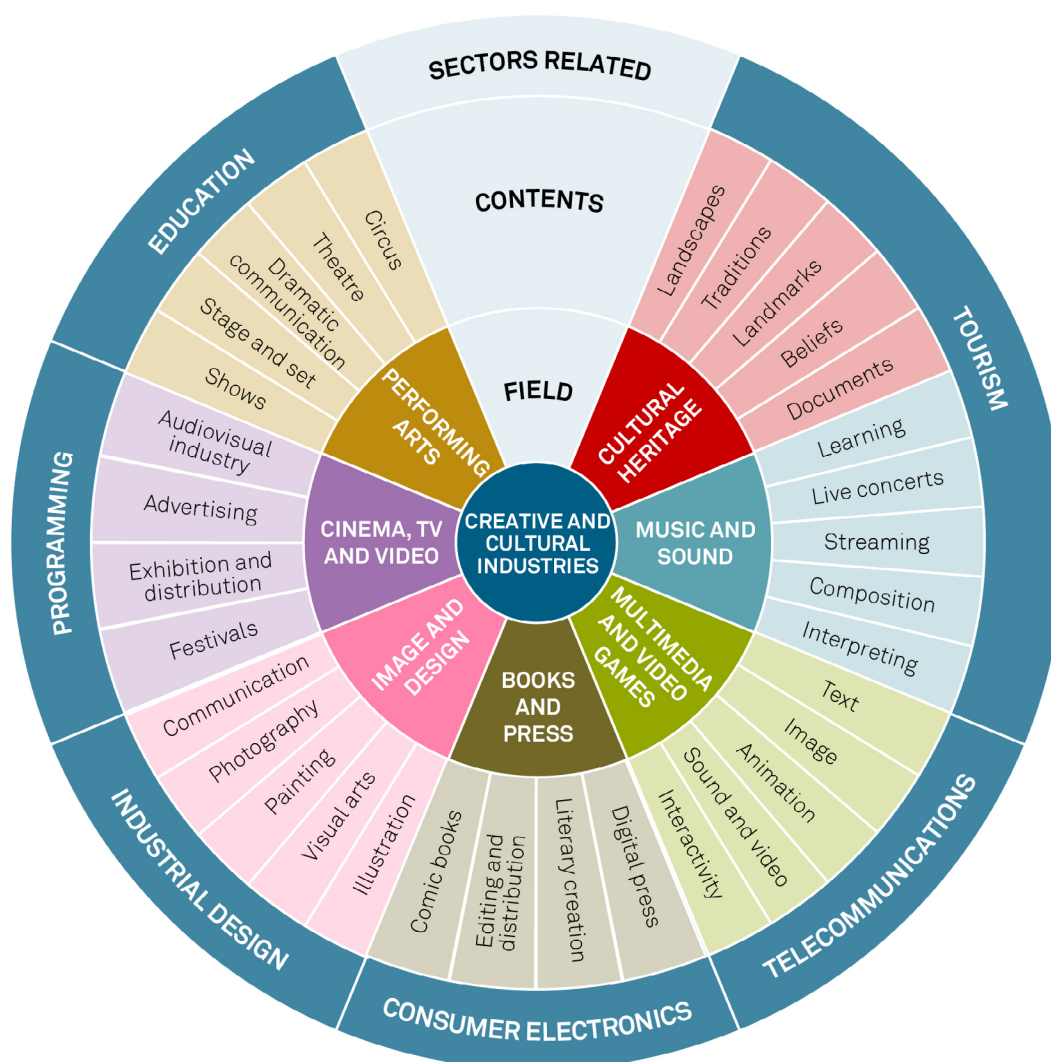 SECTORS RELATED
CONTENTS
FIELD
CREATIVE AND
CULTURAL
INDUSTRIES
TOURISM
CULTURAL
HERITAGE
Landscapes
Traditions
Landmarks
Beliefs
Documents
MUSIC AND
SOUND
Learning
Live concerts
Streaming
Composition
Interpreting
TELECOMMUNICATIONS
MULTIMEDIA
AND VIDEO
GAMES
Text
Image
Animation
Sound and video
Interactivity
CONSUMER ELECTRONICS
BOOKS
AND
PRESS
Digital press
Literary creation
Editing and
distribution
Comic books
INDUSTRIAL DESIGN
IMAGE AND
DESIGN
Illustration
Visual arts
Painting
Photography
Communication
PROGRAMMING
CINEMA, TV
AND VIDEO
Festivals
Exhibition and
distribution
Advertising
Audiovisual
industry
EDUCATION
PERFORMING
ARTS
Shows
Stage and set
Dramatic
communication
Theatre
Circus